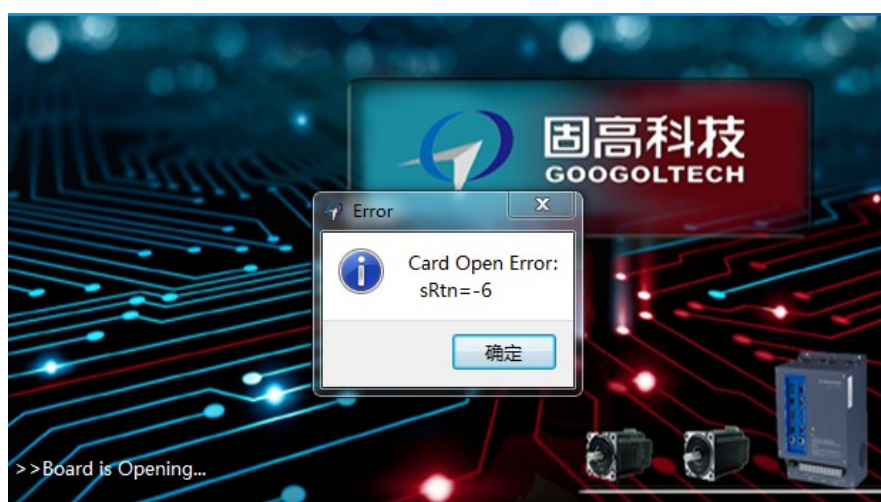 固高科技
GOOGOLTECH
Error
Card Open Error:
sRtn=-6
确定
>>Board is Opening...